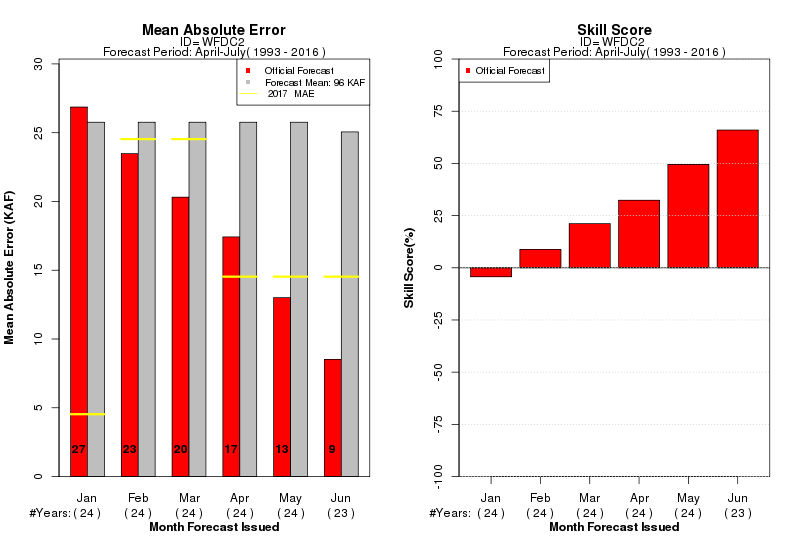 Mean Absolute Error
ID= WFDC2
Forecast Period: April-July( 1993 - 2016 )
Official Forecast
Forecast Mean: 96 KAF
2017 MAE
Mean Absolute Error (KAF)
30
25
20
15
10
5
0
27 23 20 17 13 9
Jan Feb Mar Apr May Jun
#Years: ( 24 ) ( 24 ) ( 24 ) ( 24 ) ( 24 ) ( 23 )
Month Forecast Issued
Skill Score
ID= WFDC2
Forecast Period: April-July( 1993 - 2016 )
Official Forecast
Skill Score(%)
100
75
50
25
0
-25
-50
-75
-100
Jan Feb Mar Apr May Jun
#Years: ( 24 ) ( 24 ) ( 24 ) ( 24 ) ( 24 ) ( 23 )
Month Forecast Issued